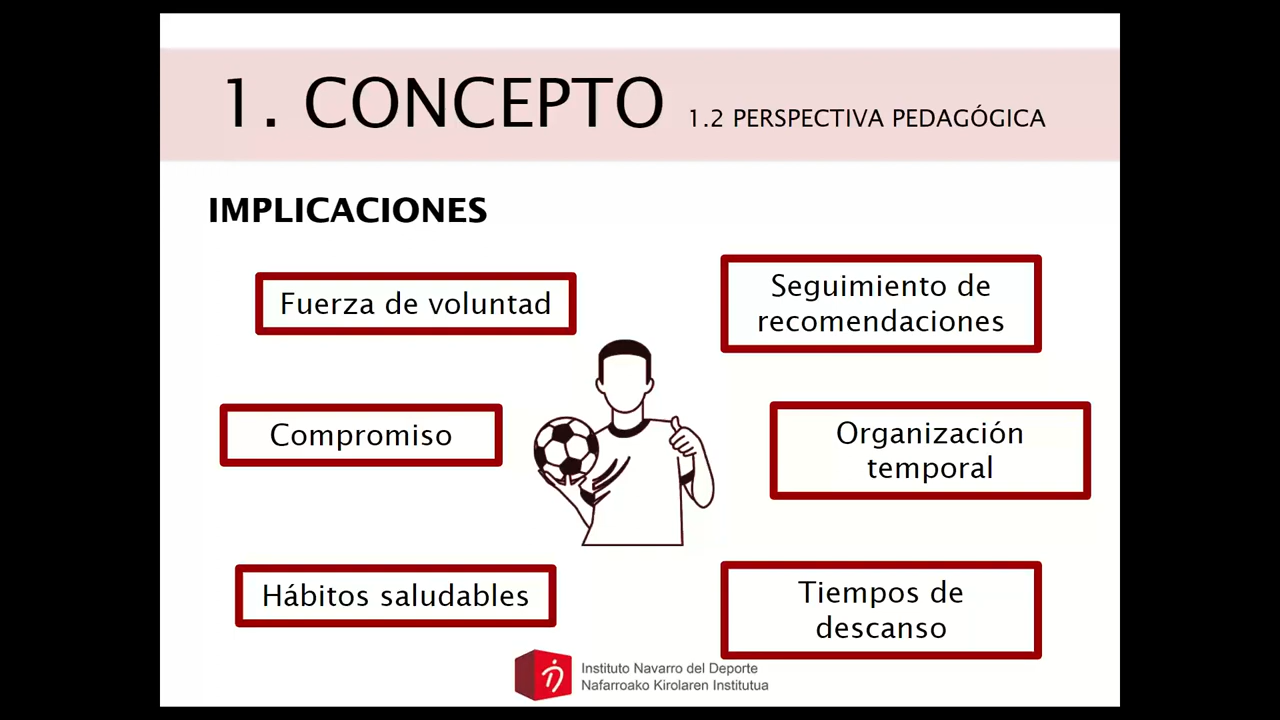 1. CONCEPTO 1.2 PERSPECTIVA PEDAGÓGICA
IMPLICACIONES
Fuerza de voluntad
Seguimiento de
recomendaciones
Compromiso
Organización
temporal
Hábitos saludables
Tiempos de
descanso
Instituto Navarro del Deporte
Nafarroako Kirolaren Institutua